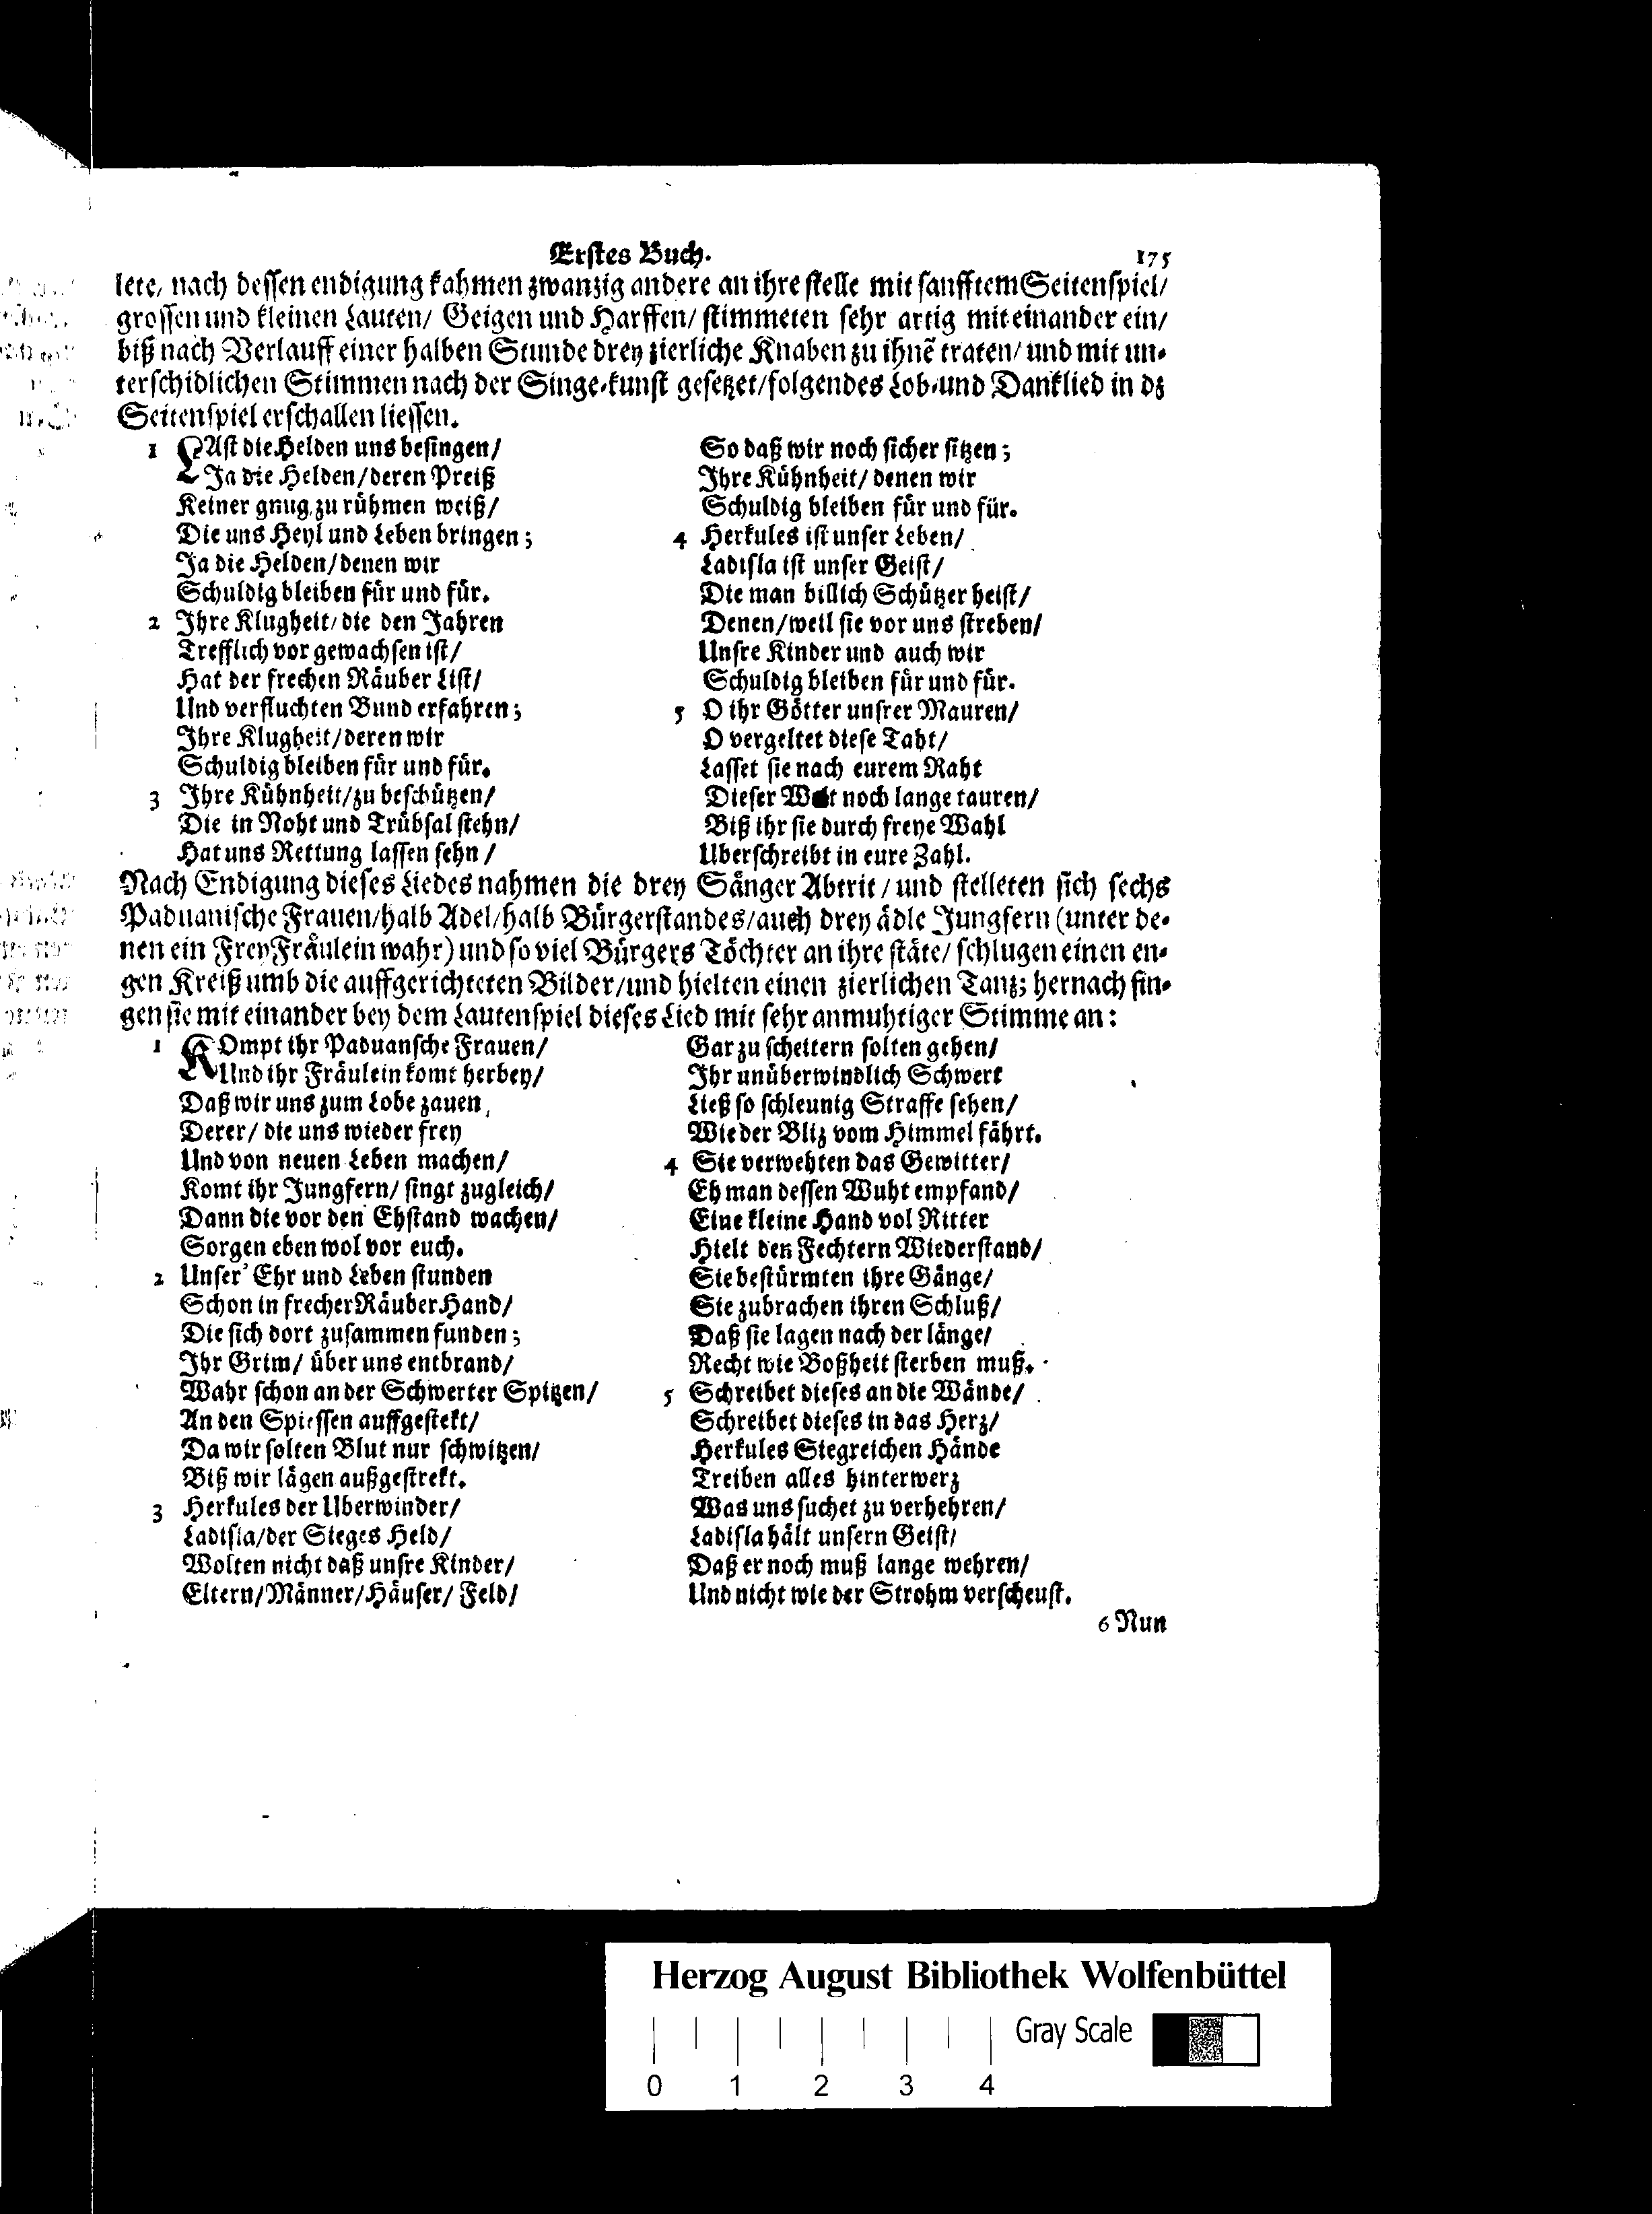 Erstes Buch. 175
lete/ nach dessen endigung kahmen zwanzig andere an ihre stelle mit sanfftem Seitenspiel/
grossen und kleinen Lauten/ Geigen und Harffen/ stimmeten sehr artig mit einander ein/
biß nach Verlauff einer halben Stunde drey zierliche Knaben zu ihnẽ traten/ und mit un-
terschidlichen Stimmen nach der Singe-kunst gesetzet/ folgendes Lob- und Danklied in dz
Seitenspiel erschallen liessen.
1 LAst die Helden uns besingen/
Ja die Helden/ deren Preiß
Keiner gnug zu rühmen weiß/
Die uns Heyl und Leben bringen;
Ja die Helden/ denen wir
Schuldig bleiben für und für.
2 Ihre Klugheit/ die den Jahren
Trefflich vor gewachsen ist/
Hat der frechen Räuber List/
Und verfluchten Bund erfahren;
Ihre Klugheit/ deren wir
Schuldig bleiben für und für.
3 Ihre Kühnheit/ zu beschützen/
Die in Noht und Trübsal stehn/
Hat uns Rettung lassen sehn/
So daß wir noch sicher sitzen;
Ihre Kühnheit/ denen wir
Schuldig bleiben für und für.
4 Herkules ist unser Leben/
Ladisla ist unser Geist/
Die man billich Schützer heist/
Denen/ weil sie vor uns streben/
Unsre Kinder und auch wir
Schuldig bleiben für und für.
5 O ihr Götter unsrer Mauren/
O vergeltet diese Taht/
Lasset sie nach eurem Raht
Dieser Welt noch lange tauren/
Biß ihr sie durch freye Wahl
Uberschreibt in eure Zahl.
Nach Endigung dieses Liedes nahmen die drey Sänger Abtrit/ und stelleten sich sechs
Paduanische Frauen/ halb Adel/ halb Bürgerstandes/ auch drey ädle Jungfern (unter de-
nen ein FreyFräulein wahr) und so viel Bürgers Töchter an ihre stäte/ schlugen einen en-
gen Kreiß umb die auffgerichteten Bilder/ und hielten einen zierlichen Tanz; hernach fin-
gen sie mit einander bey dem Lautenspiel dieses Lied mit sehr anmuhtiger Stimme an:
1 KOmpt ihr Paduansche Frauen/
Und ihr Fräulein komt herbey/
Daß wir uns zum Lobe zauen,
Derer/ die uns wieder frey
Und von neuen Leben machen/
Komt ihr Jungfern/ singt zugleich/
Dann die vor den Ehstand wachen/
Sorgen eben wol vor euch.
2 Unser' Ehr und Leben stunden
Schon in frecher Räuber Hand/
Die sich dort zusammen funden;
Ihr Grim/ über uns entbrand/
Wahr schon an der Schwerter Spitzen/
An den Spiessen auffgestekt/
Da wir solten Blut nur schwitzen/
Biß wir lägen außgestrekt.
3 Herkules der Uberwinder/
Ladisla/ der Sieges Held/
Wolten nicht daß unsre Kinder/
Eltern/ Männer/ Häuser/ Feld/
Gar zu scheitern solten gehen/
Ihr unüberwindlich Schwert
Ließ so schleunig Straffe sehen/
Wie der Bliz vom Himmel fährt.
4 Sie verwehten das Gewitter/
Eh man dessen Wuht empfand/
Eine kleine Hand vol Ritter
Hielt den Fechtern Wiederstand/
Sie bestürmten ihre Gänge/
Sie zubrachen ihren Schluß/
Daß sie lagen nach der länge/
Recht wie Boßheit sterben muß.
5 Schreibet dieses an die Wände/
Schreibet dieses in das Herz/
Herkules Siegreichen Hände
Treiben alles hinterwerz
Was uns suchet zu verhehren/
Ladisla hält unsern Geist/
Daß er noch muß lange wehren/
Und nicht wie der Strohm verscheust.
6 Nun
Herzog August Bibliothek Wolfenbüttel
Gray Scale
0 1 2 3 4